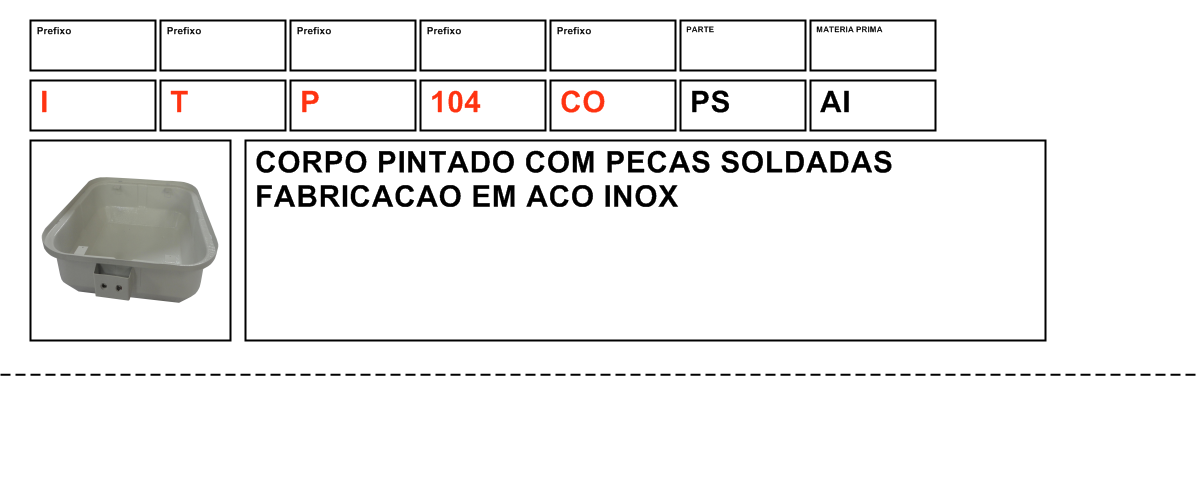 Prefixo Prefixo Prefixo Prefixo Prefixo PARTE MATERIA PRIMA
I T P 104 CO PS AI
CORPO PINTADO COM PECAS SOLDADAS
FABRICACAO EM ACO INOX